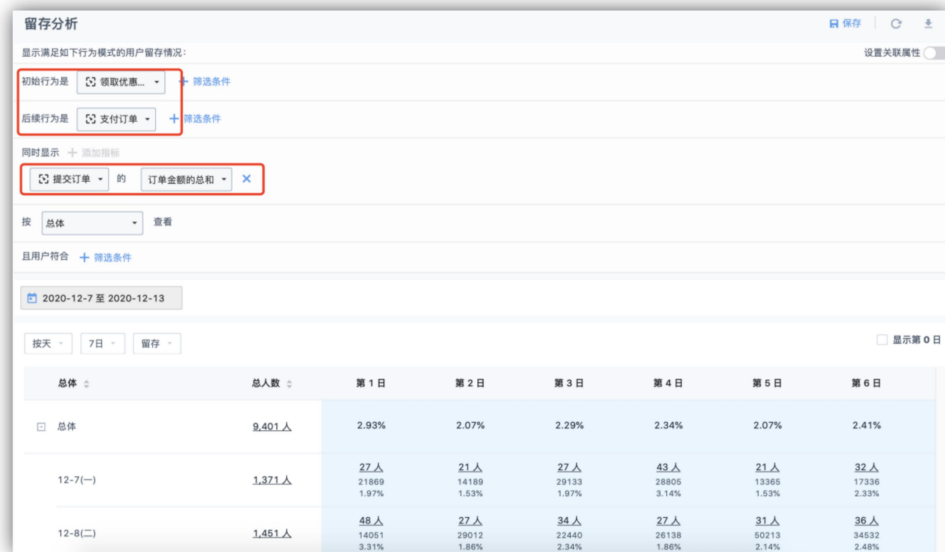 留存分析 保存
显示满足如下行为模式的用户留存情况: 设置关联属性
初始行为是 领取优惠... + 筛选条件
后续行为是 支付订单 + 筛选条件
同时显示 + 添加指标
提交订单 的 订单金额的总和 ×
按 总体 查看
且用户符合 + 筛选条件
2020-12-7 至 2020-12-13
按天 7日 留存 显示第 0 日
总体 总人数 第 1 日 第 2 日 第 3 日 第 4 日 第 5 日 第 6 日
总体 9,401 人 2.93% 2.07% 2.29% 2.34% 2.07% 2.41%
27 人 21 人 27 人 43 人 21 人 32 人
12-7(一) 1,371 人 21869 14189 29133 28805 13365 17336
1.97% 1.53% 1.97% 3.14% 1.53% 2.33%
48 人 27 人 34 人 27 人 31 人 36 人
12-8(二) 1,451 人 14051 29012 22440 26138 50213 34532
3.31% 1.86% 2.34% 1.86% 2.14% 2.48%